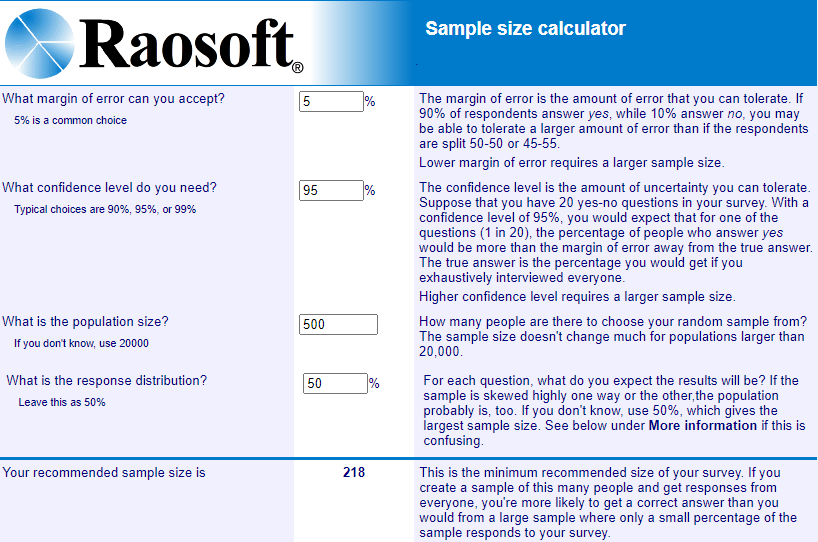 Raosoft®
Sample size calculator
What margin of error can you accept?
5% is a common choice
5 %
The margin of error is the amount of error that you can tolerate. If
90% of respondents answer yes, while 10% answer no, you may
be able to tolerate a larger amount of error than if the respondents
are split 50-50 or 45-55.
Lower margin of error requires a larger sample size.
What confidence level do you need?
Typical choices are 90%, 95%, or 99%
95 %
The confidence level is the amount of uncertainty you can tolerate.
Suppose that you have 20 yes-no questions in your survey. With a
confidence level of 95%, you would expect that for one of the
questions (1 in 20), the percentage of people who answer yes
would be more than the margin of error away from the true answer.
The true answer is the percentage you would get if you
exhaustively interviewed everyone.
Higher confidence level requires a larger sample size.
What is the population size?
If you don't know, use 20000
500
How many people are there to choose your random sample from?
The sample size doesn't change much for populations larger than
20,000.
What is the response distribution?
Leave this as 50%
50 %
For each question, what do you expect the results will be? If the
sample is skewed highly one way or the other,the population
probably is, too. If you don't know, use 50%, which gives the
largest sample size. See below under More information if this is
confusing.
Your recommended sample size is
218
This is the minimum recommended size of your survey. If you
create a sample of this many people and get responses from
everyone, you're more likely to get a correct answer than you
would from a large sample where only a small percentage of the
sample responds to your survey.